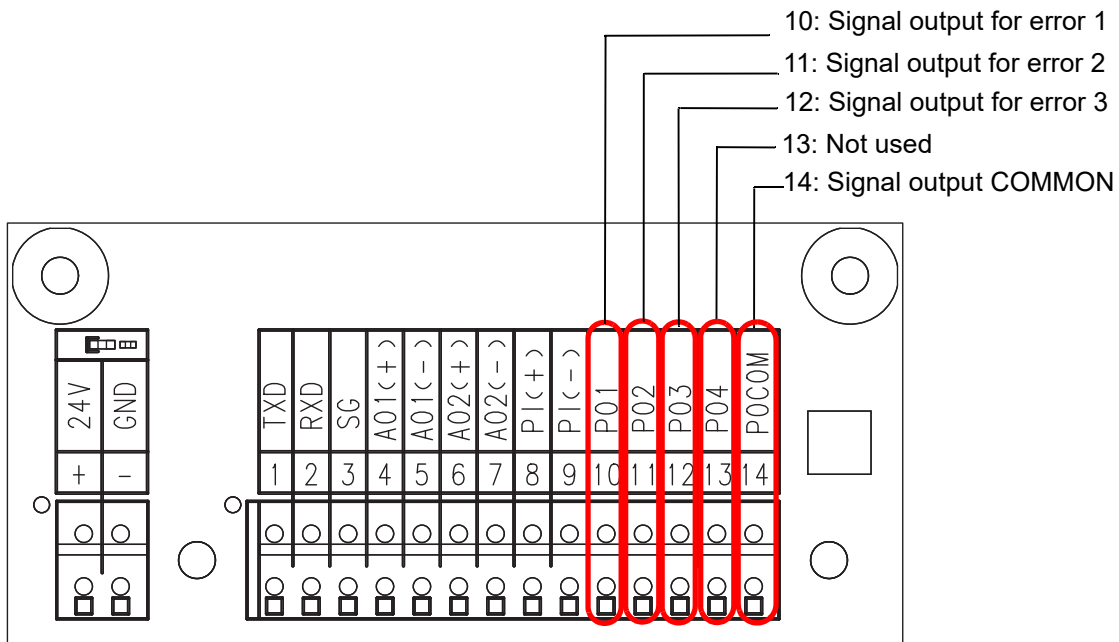 10: Signal output for error 1
11: Signal output for error 2
12: Signal output for error 3
13: Not used
14: Signal output COMMON
24V GND TXD RXD SG AO1(+) AO1(-) AO2(+) AO2(-) PI(+) PI(-) PO1 PO2 PO3 PO4 POCOM
+ - 1 2 3 4 5 6 7 8 9 10 11 12 13 14